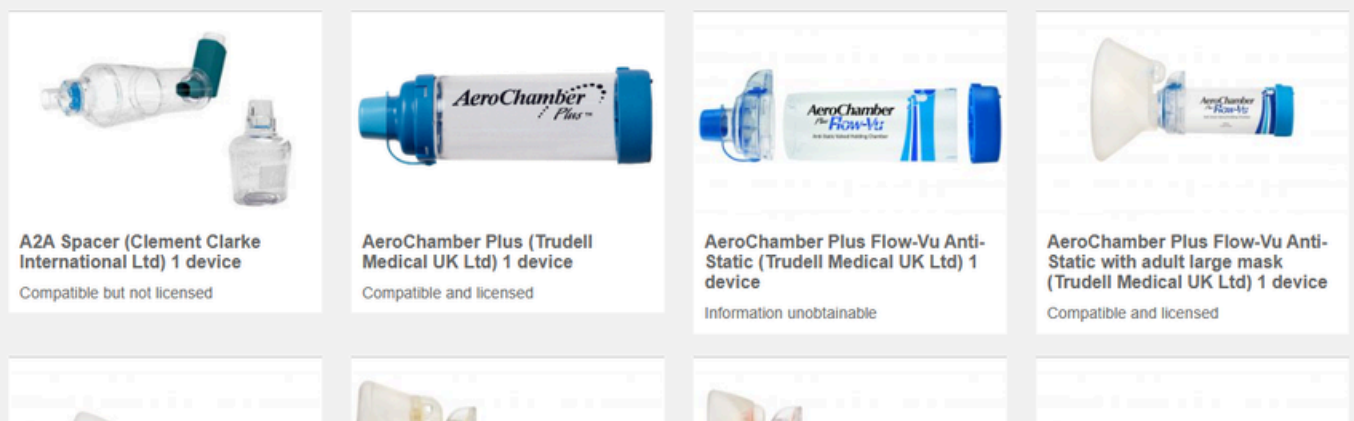 AeroChamber
Plus™
AeroChamber
Plus
Flow-Vu
AeroChamber
Plus
Flow-Vu
A2A Spacer (Clement Clarke
International Ltd) 1 device
Compatible but not licensed
AeroChamber Plus (Trudell
Medical UK Ltd) 1 device
Compatible and licensed
AeroChamber Plus Flow-Vu Anti-
Static (Trudell Medical UK Ltd) 1
device
Information unobtainable
AeroChamber Plus Flow-Vu Anti-
Static with adult large mask
(Trudell Medical UK Ltd) 1 device
Compatible and licensed